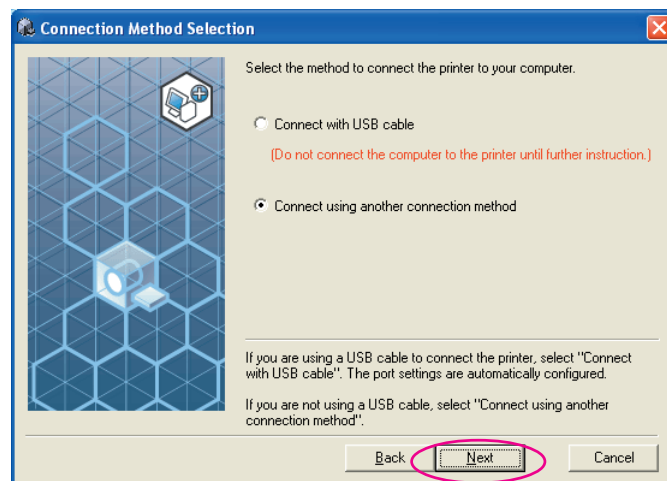 Connection Method Selection
Select the method to connect the printer to your computer.
Connect with USB cable
(Do not connect the computer to the printer until further instruction.)
Connect using another connection method
If you are using a USB cable to connect the printer, select "Connect
with USB cable". The port settings are automatically configured.
If you are not using a USB cable, select "Connect using another
connection method".
Back Next Cancel